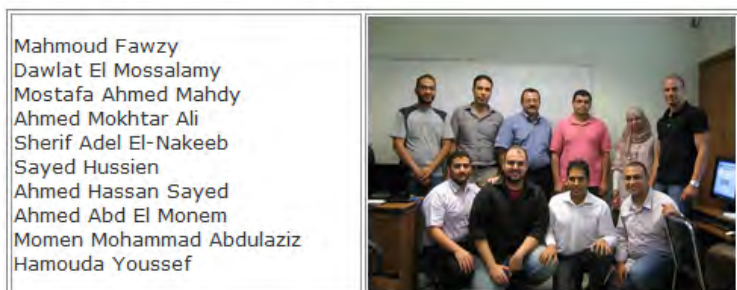 Mahmoud Fawzy
Dawlat El Mossalamy
Mostafa Ahmed Mahdy
Ahmed Mokhtar Ali
Sherif Adel El-Nakeeb
Sayed Hussien
Ahmed Hassan Sayed
Ahmed Abd El Monem
Momen Mohammad Abdulaziz
Hamouda Youssef